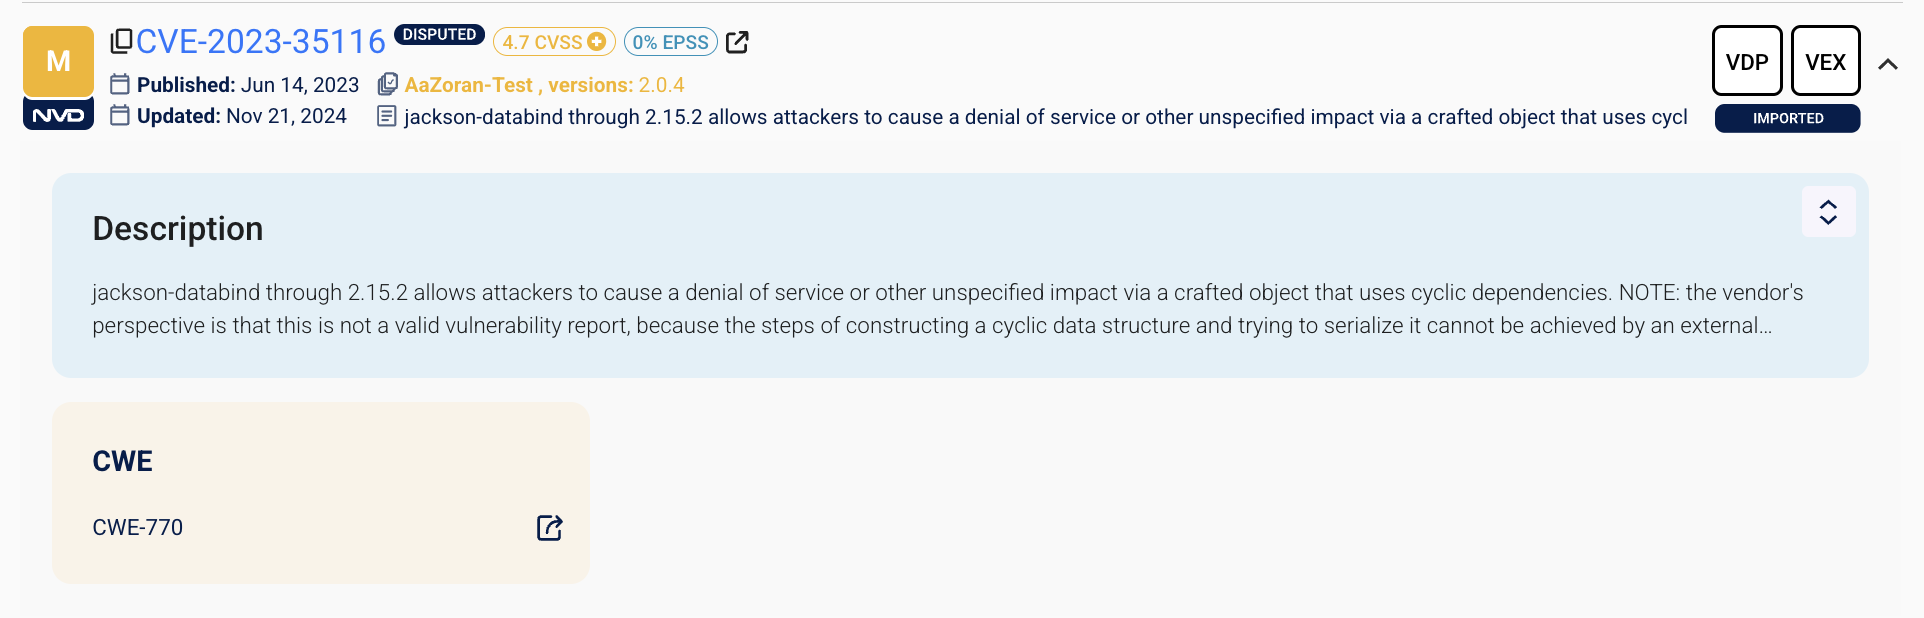 M
NVD
CVE-2023-35116 DISPUTED 4.7 CVSS 0% EPSS
Published: Jun 14, 2023 AaZoran-Test , versions: 2.0.4
Updated: Nov 21, 2024 jackson-databind through 2.15.2 allows attackers to cause a denial of service or other unspecified impact via a crafted object that uses cycl
VDP VEX
IMPORTED
Description
jackson-databind through 2.15.2 allows attackers to cause a denial of service or other unspecified impact via a crafted object that uses cyclic dependencies. NOTE: the vendor's
perspective is that this is not a valid vulnerability report, because the steps of constructing a cyclic data structure and trying to serialize it cannot be achieved by an external...
CWE
CWE-770